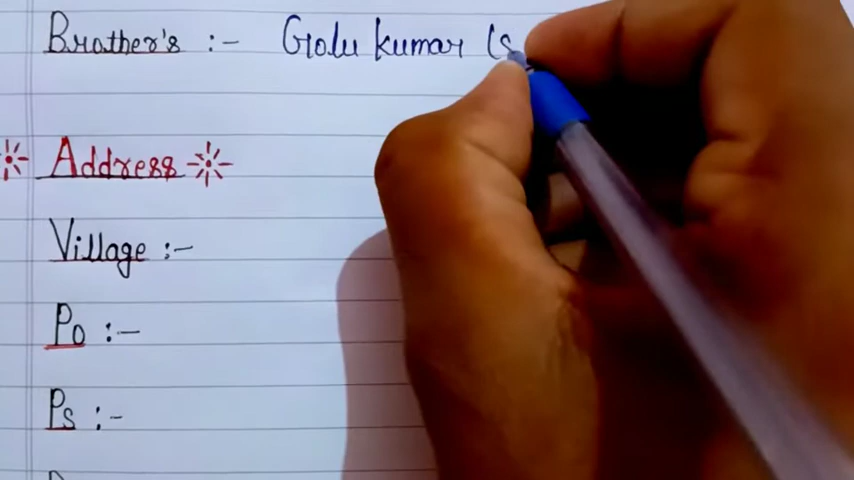 Brother's :- Golu kumar (s
Address
Village :-
Po :-
Ps :-